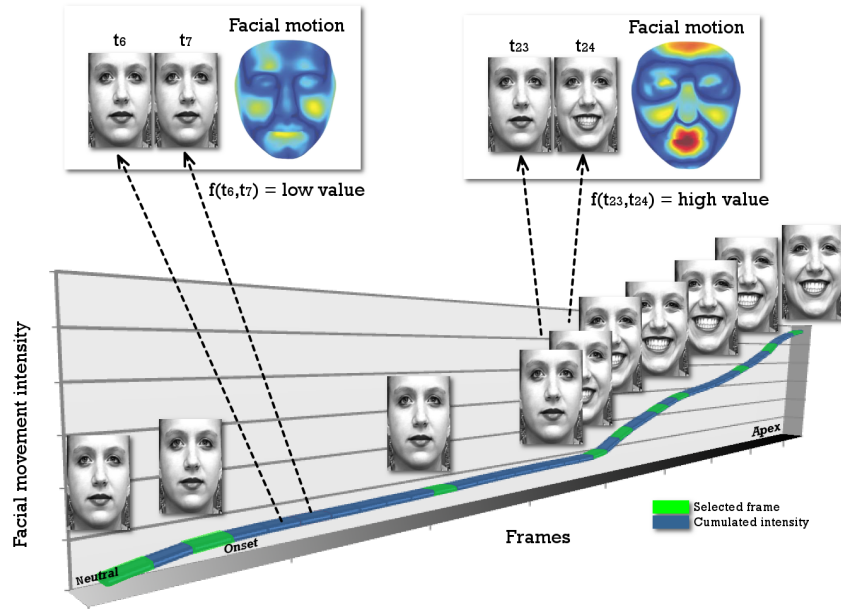 Facial motion
t6 t7
f(t6,t7) = low value
Facial motion
t23 t24
f(t23,t24) = high value
Facial movement intensity
Neutral
Onset
Apex
Frames
Selected frame
Cumulated intensity